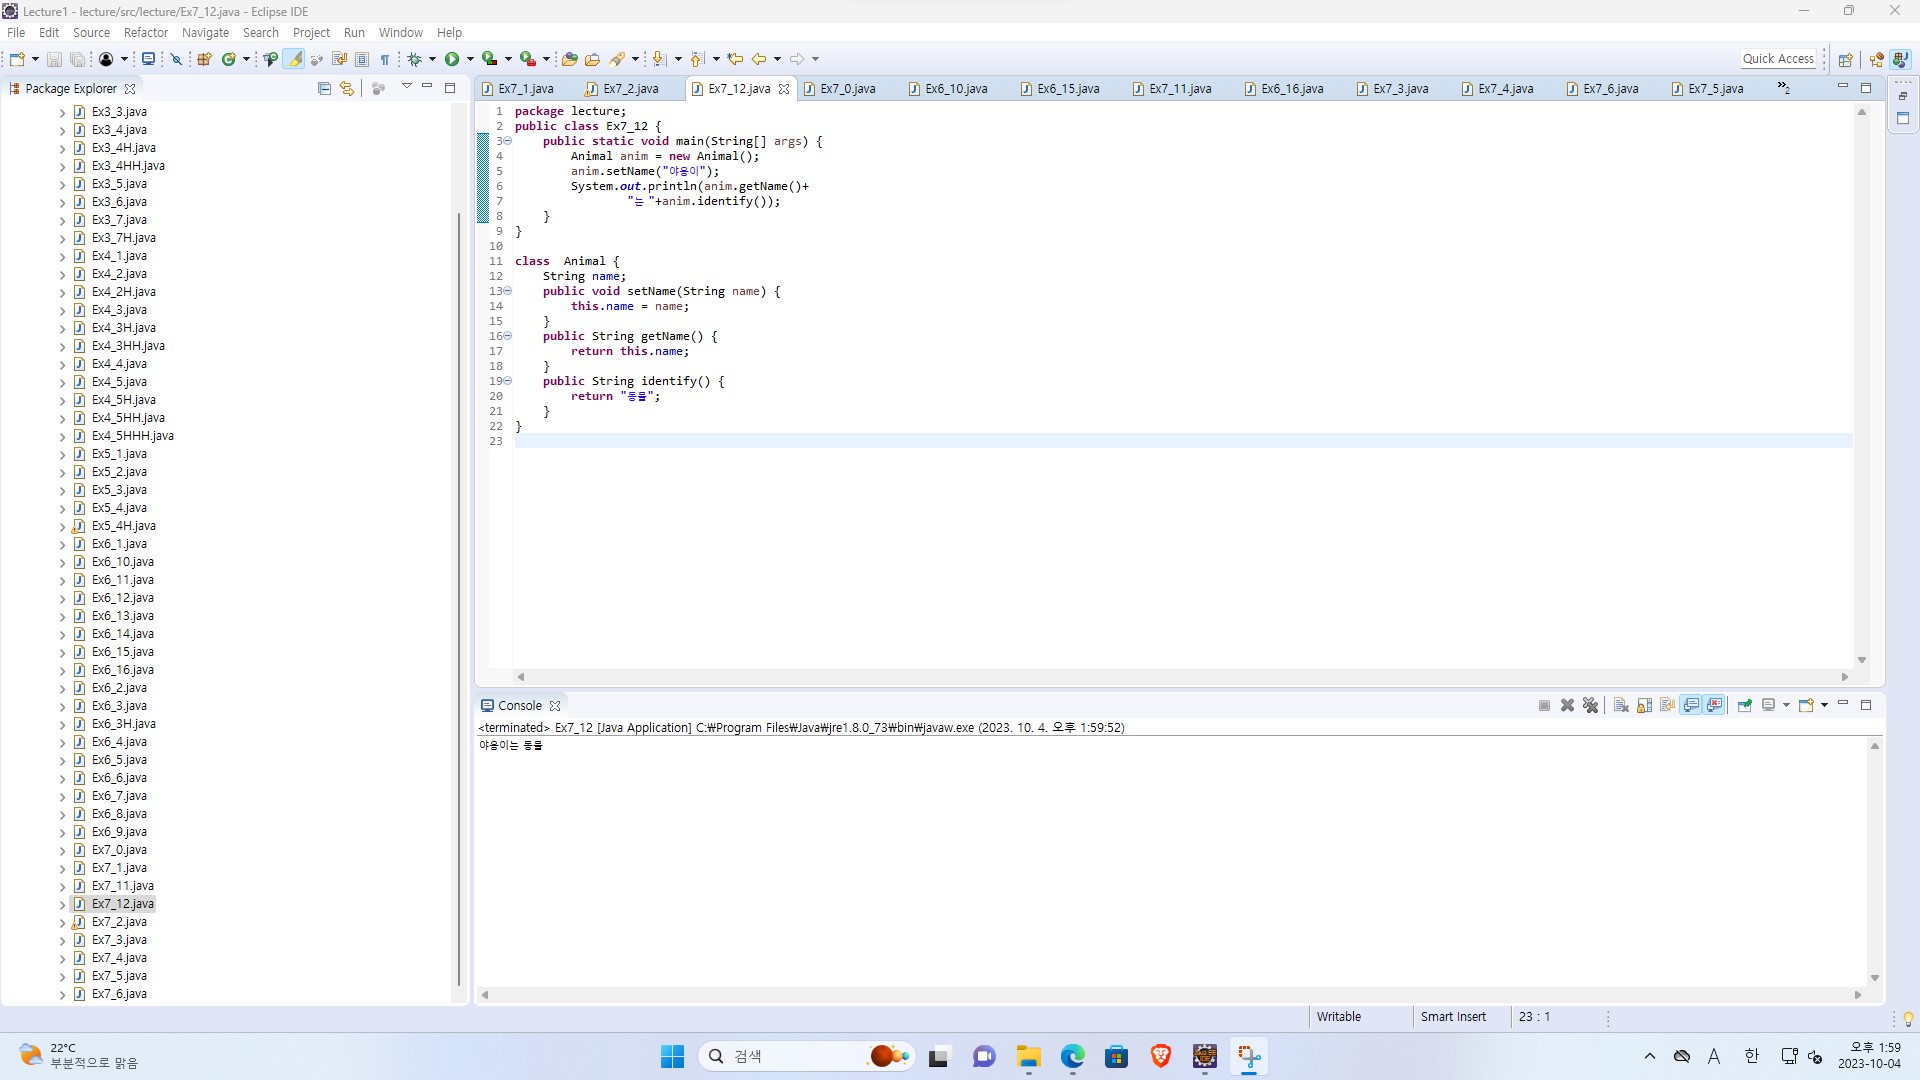 Lecture1 - lecture/src/lecture/Ex7_12.java - Eclipse IDE
File Edit Source Refactor Navigate Search Project Run Window Help
Quick Access
Package Explorer
Ex3_3.java
Ex3_4.java
Ex3_4H.java
Ex3_4HH.java
Ex3_5.java
Ex3_6.java
Ex3_7.java
Ex3_7H.java
Ex4_1.java
Ex4_2.java
Ex4_2H.java
Ex4_3.java
Ex4_3H.java
Ex4_3HH.java
Ex4_4.java
Ex4_5.java
Ex4_5H.java
Ex4_5HH.java
Ex4_5HHH.java
Ex5_1.java
Ex5_2.java
Ex5_3.java
Ex5_4.java
Ex5_4H.java
Ex6_1.java
Ex6_10.java
Ex6_11.java
Ex6_12.java
Ex6_13.java
Ex6_14.java
Ex6_15.java
Ex6_16.java
Ex6_2.java
Ex6_3.java
Ex6_3H.java
Ex6_4.java
Ex6_5.java
Ex6_6.java
Ex6_7.java
Ex6_8.java
Ex6_9.java
Ex7_0.java
Ex7_1.java
Ex7_11.java
Ex7_12.java
Ex7_2.java
Ex7_3.java
Ex7_4.java
Ex7_5.java
Ex7_6.java
Ex7_1.java Ex7_2.java Ex7_12.java Ex7_0.java Ex6_10.java Ex6_15.java Ex7_11.java Ex6_16.java Ex7_3.java Ex7_4.java Ex7_6.java Ex7_5.java »2
1 package lecture;
2 public class Ex7_12 {
3 public static void main(String[] args) {
4 Animal anim = new Animal();
5 anim.setName("야옹이");
6 System.out.println(anim.getName()+
7 "는 "+anim.identify());
8 }
9 }
10
11 class  Animal {
12 String name;
13 public void setName(String name) {
14 this.name = name;
15 }
16 public String getName() {
17 return this.name;
18 }
19 public String identify() {
20 return "동물";
21 }
22 }
23
Console
<terminated> Ex7_12 [Java Application] C:₩Program Files₩Java₩jre1.8.0_73₩bin₩javaw.exe (2023. 10. 4. 오후 1:59:52)
야옹이는 동물
Writable Smart Insert 23 : 1
22°C
부분적으로 맑음
검색
A 한
오후 1:59
2023-10-04